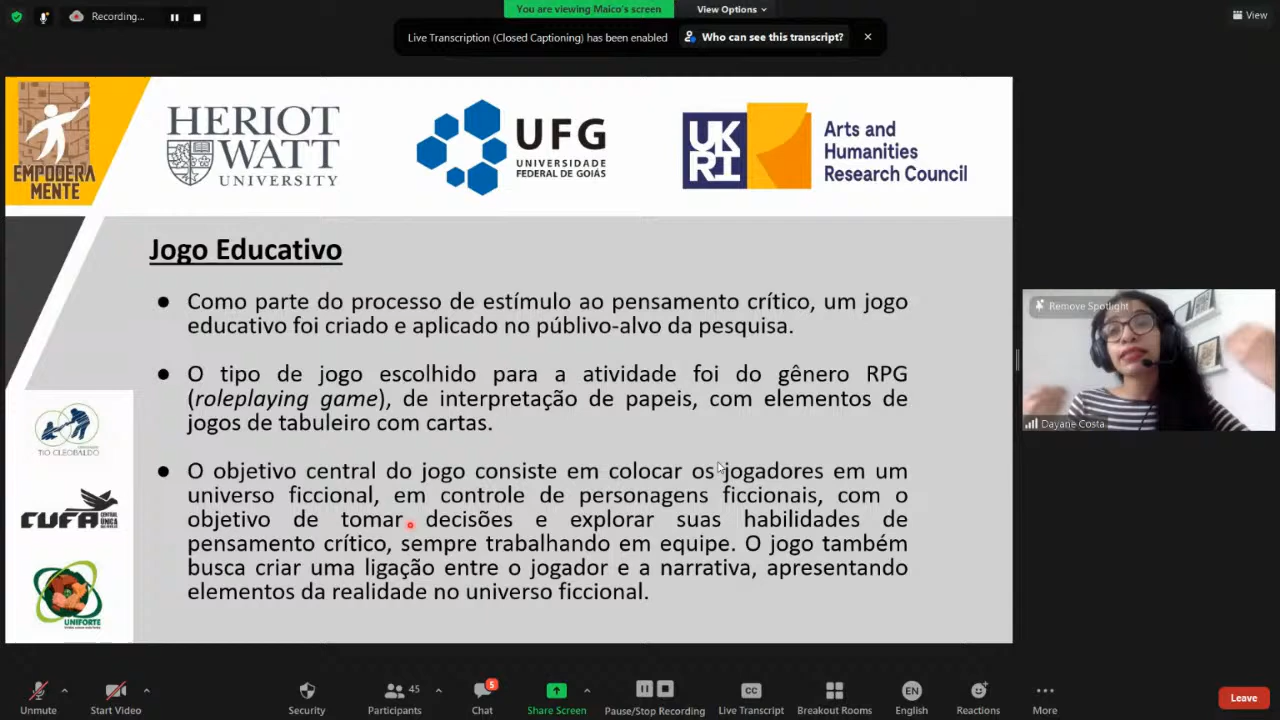 You are viewing Maico's screen
View Options
Recording...
View
Live Transcription (Closed Captioning) has been enabled
Who can see this transcript?
EMPODERA
MENTE
HERIOT
WATT
UNIVERSITY
UFG
UNIVERSIDADE
FEDERAL DE GOIÁS
UK
RI
Arts and
Humanities
Research Council
Jogo Educativo
● Como parte do processo de estímulo ao pensamento crítico, um jogo
educativo foi criado e aplicado no públivo-alvo da pesquisa.
● O tipo de jogo escolhido para a atividade foi do gênero RPG
(roleplaying game), de interpretação de papeis, com elementos de
jogos de tabuleiro com cartas.
● O objetivo central do jogo consiste em colocar os jogadores em um
universo ficcional, em controle de personagens ficcionais, com o
objetivo de tomar decisões e explorar suas habilidades de
pensamento crítico, sempre trabalhando em equipe. O jogo também
busca criar uma ligação entre o jogador e a narrativa, apresentando
elementos da realidade no universo ficcional.
TIO CLEOBALDO
CUFA
UNIFORTE
Remove Spotlight
Dayane Costa
Unmute
Start Video
Security
45
Participants
5
Chat
Share Screen
Pause/Stop Recording
CC
Live Transcript
Breakout Rooms
EN
English
Reactions
More
Leave